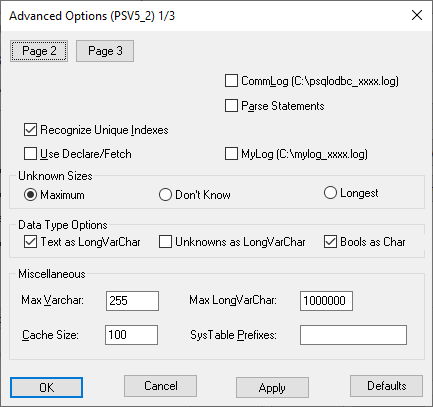 Advanced Options (PSV5_2) 1/3
Page 2 Page 3
CommLog (C:\psqlodbc_xxxx.log)
Parse Statements
Recognize Unique Indexes
Use Declare/Fetch MyLog (C:\mylog_xxxx.log)
Unknown Sizes
Maximum Don't Know Longest
Data Type Options
Text as LongVarChar Unknowns as LongVarChar Bools as Char
Miscellaneous
Max Varchar: 255 Max LongVarChar: 1000000
Cache Size: 100 SysTable Prefixes:
OK Cancel Apply Defaults